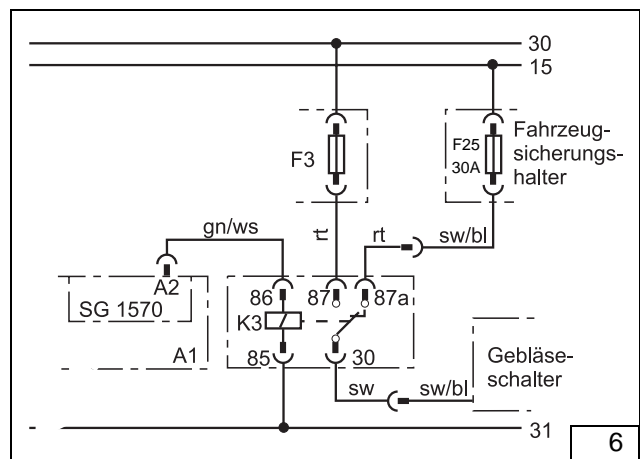 30
15
F3
F25
30A
Fahrzeug-
sicherungs-
halter
gn/ws
rt
rt
sw/bl
A2
SG 1570
A1
86
87
87a
K3
85
30
Gebläse-
schalter
sw
sw/bl
31
6